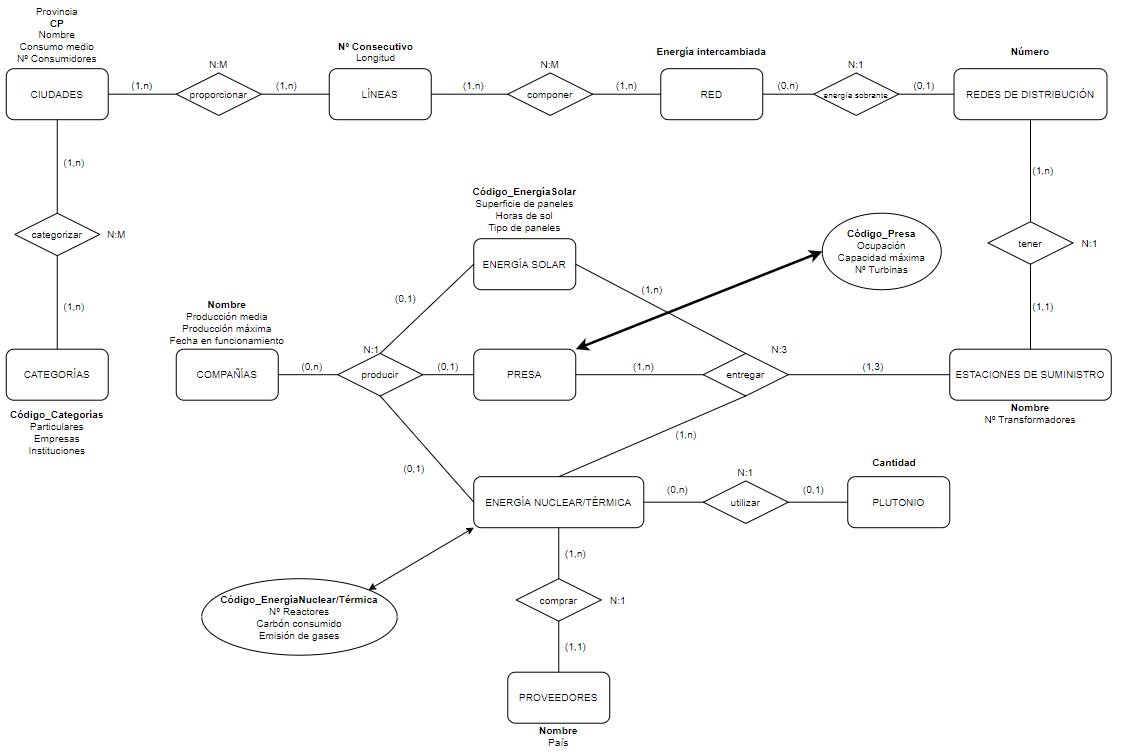 Provincia
CP
Nombre
Consumo medio
Nº Consumidores
CIUDADES
(1,n)
N:M
proporcionar
(1,n)
Nº Consecutivo
Longitud
LÍNEAS
(1,n)
N:M
componer
(1,n)
Energía intercambiada
RED
(0,n)
N:1
energía sobrante
(0,1)
Número
REDES DE DISTRIBUCIÓN
(1,n)
categorizar
N:M
(1,n)
CATEGORÍAS
Código_Categorías
Particulares
Empresas
Instituciones
(1,n)
tener
N:1
(1,1)
Código_EnergíaSolar
Superficie de paneles
Horas de sol
Tipo de paneles
ENERGÍA SOLAR
(0,1)
(1,n)
Código_Presa
Ocupación
Capacidad máxima
Nº Turbinas
Nombre
Producción media
Producción máxima
Fecha en funcionamiento
COMPAÑÍAS
(0,n)
N:1
producir
(0,1)
PRESA
(1,n)
N:3
entregar
(1,3)
ESTACIONES DE SUMINISTRO
Nombre
Nº Transformadores
(0,1)
(1,n)
ENERGÍA NUCLEAR/TÉRMICA
(0,n)
N:1
utilizar
(0,1)
Cantidad
PLUTONIO
Código_EnergíaNuclear/Térmica
Nº Reactores
Carbón consumido
Emisión de gases
(1,n)
comprar
N:1
(1,1)
PROVEEDORES
Nombre
País